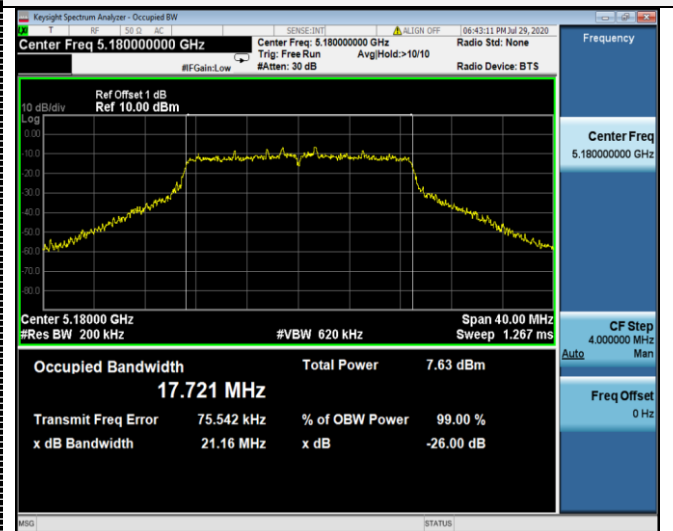 Keysight Spectrum Analyzer - Occupied BW
T RF 50 Ω AC SENSE:INT ALIGN OFF 06:43:11 PM Jul 29, 2020
Center Freq 5.180000000 GHz Center Freq: 5.180000000 GHz Radio Std: None Frequency
Trig: Free Run Avg|Hold:>10/10
#IFGain:Low #Atten: 30 dB Radio Device: BTS
Ref Offset 1 dB
10 dB/div Ref 10.00 dBm
Log
0.00
-10.0
-20.0
-30.0
-40.0
-50.0
-60.0
-70.0
-80.0
Center Freq
5.180000000 GHz
Center 5.18000 GHz Span 40.00 MHz
#Res BW 200 kHz #VBW 620 kHz Sweep 1.267 ms
CF Step
4.000000 MHz
Auto Man
Occupied Bandwidth Total Power 7.63 dBm
17.721 MHz
Freq Offset
0 Hz
Transmit Freq Error 75.542 kHz % of OBW Power 99.00 %
x dB Bandwidth 21.16 MHz x dB -26.00 dB
MSG STATUS